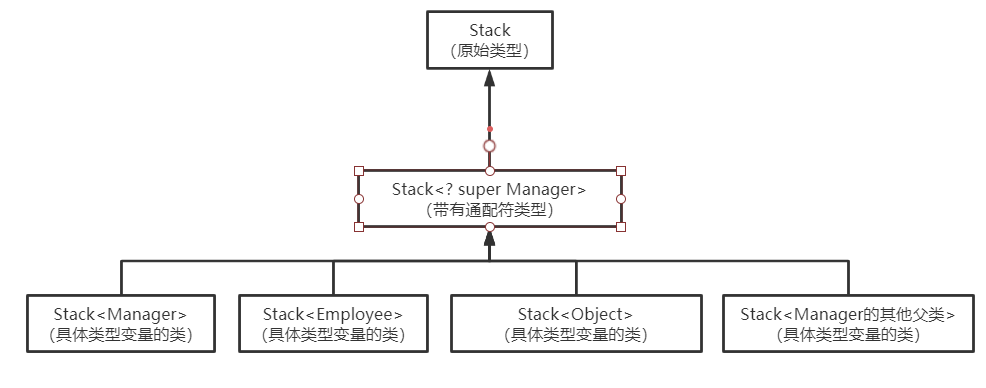 Stack
（原始类型）
Stack<? super Manager>
（带有通配符类型）
Stack<Manager>
（具体类型变量的类）
Stack<Employee>
（具体类型变量的类）
Stack<Object>
（具体类型变量的类）
Stack<Manager的其他父类>
（具体类型变量的类）